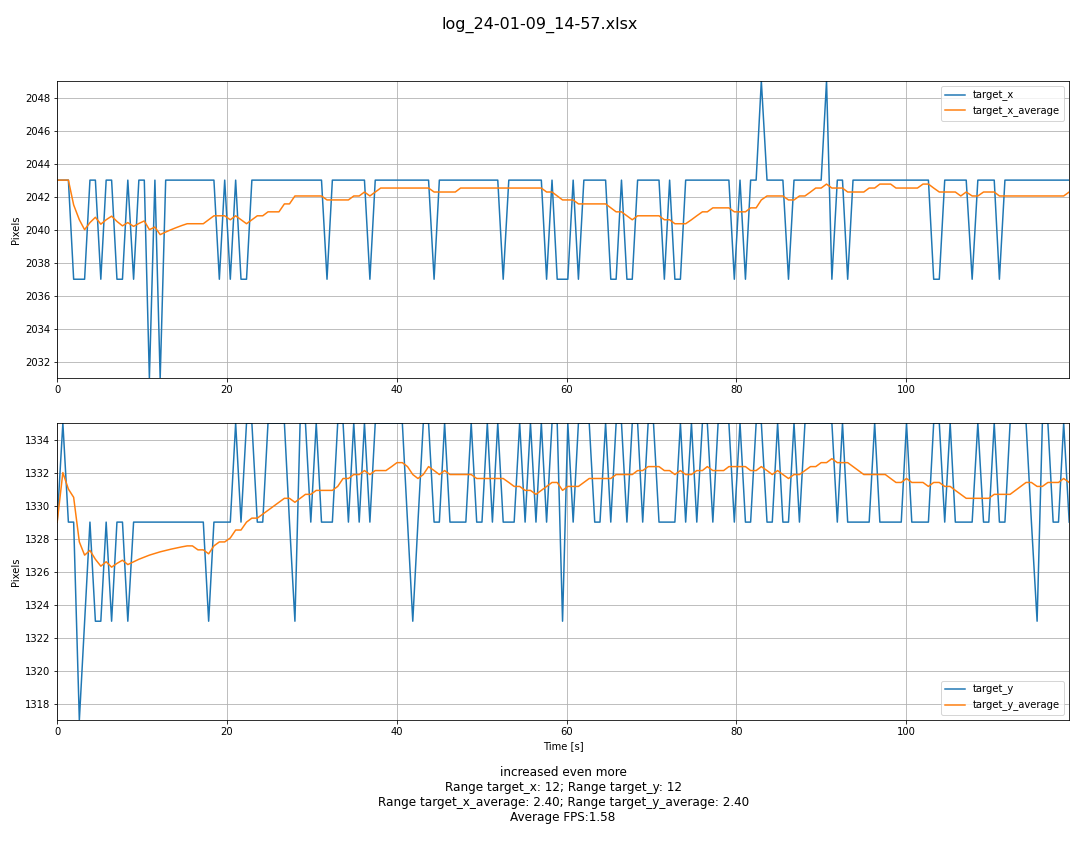 log_24-01-09_14-57.xlsx
target_x
target_x_average
2048
2046
2044
2042
2040
2038
2036
2034
2032
Pixels
0 20 40 60 80 100
1334
1332
1330
1328
1326
1324
1322
1320
1318
Pixels
target_y
target_y_average
0 20 40 60 80 100
Time [s]
increased even more
Range target_x: 12; Range target_y: 12
Range target_x_average: 2.40; Range target_y_average: 2.40
Average FPS:1.58